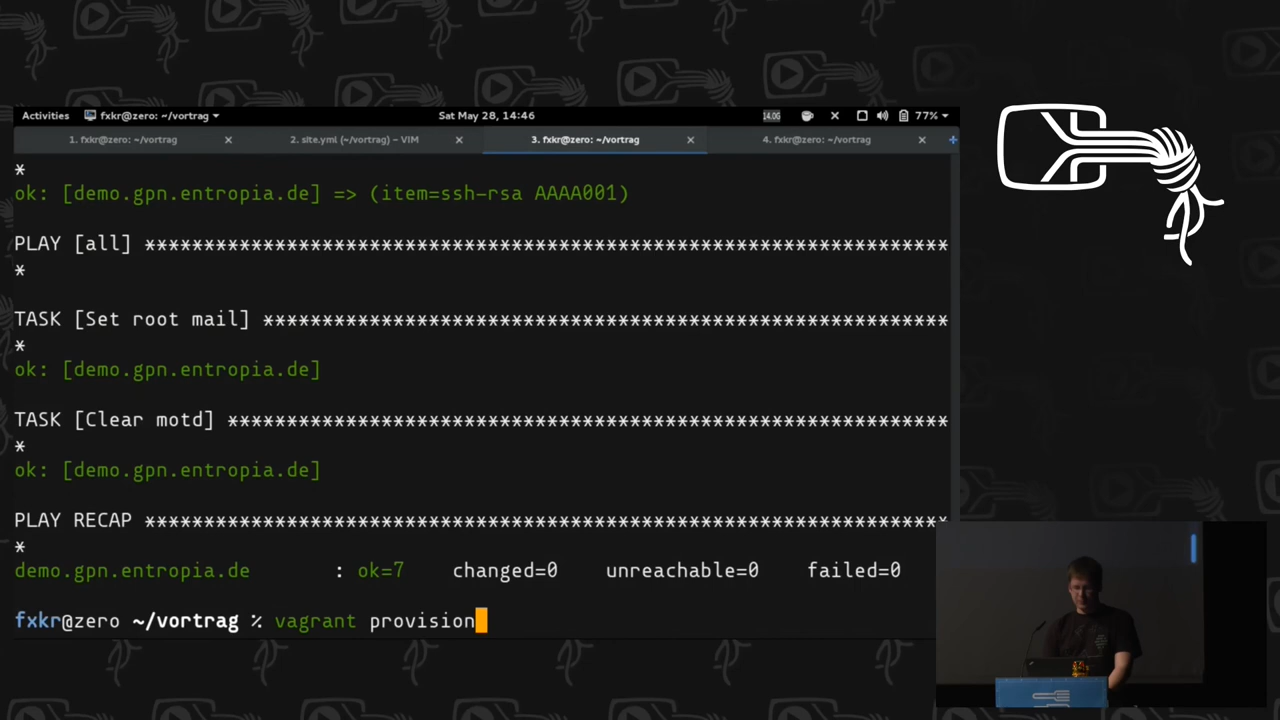 Activities fxkr@zero: ~/vortrag Sat May 28, 14:46 14.0G 77%
1. fxkr@zero: ~/vortrag 2. site.yml (~/vortrag) – VIM 3. fxkr@zero: ~/vortrag 4. fxkr@zero: ~/vortrag
*
ok: [demo.gpn.entropia.de] => (item=ssh-rsa AAAA001)
PLAY [all] ********************************************************************
*
TASK [Set root mail] **********************************************************
*
ok: [demo.gpn.entropia.de]
TASK [Clear motd] *************************************************************
*
ok: [demo.gpn.entropia.de]
PLAY RECAP ********************************************************************
*
demo.gpn.entropia.de : ok=7 changed=0 unreachable=0 failed=0
fxkr@zero ~/vortrag % vagrant provision